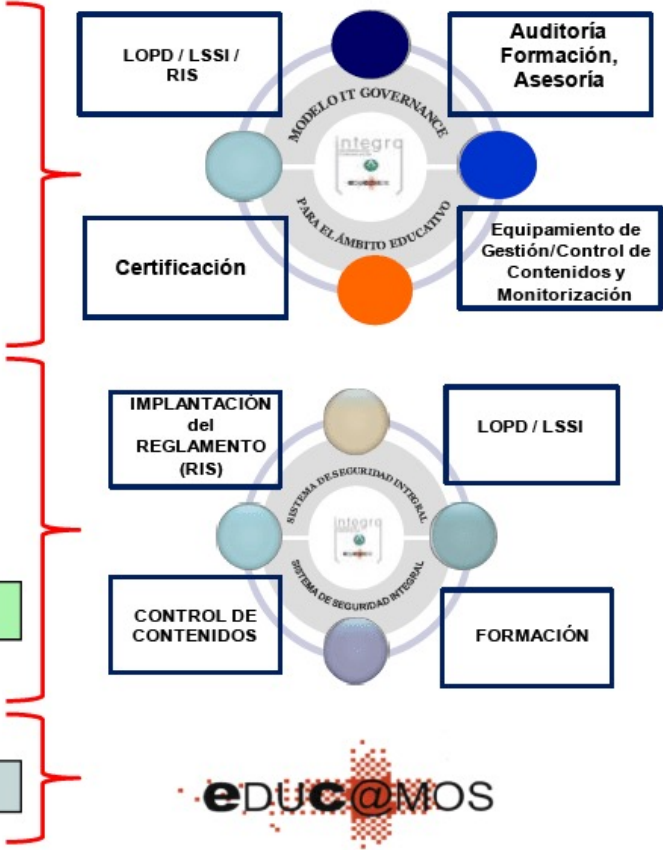 LOPD / LSSI /
RIS
Auditoría
Formación,
Asesoría
MODELO IT GOVERNANCE
integra
PARA EL ÁMBITO EDUCATIVO
Certificación
Equipamiento de
Gestión/Control de
Contenidos y
Monitorización
IMPLANTACIÓN
del
REGLAMENTO
(RIS)
LOPD / LSSI
SISTEMA DE SEGURIDAD INTEGRAL
integra
SISTEMA DE SEGURIDAD INTEGRAL
CONTROL DE
CONTENIDOS
FORMACIÓN
eDUC@MOS